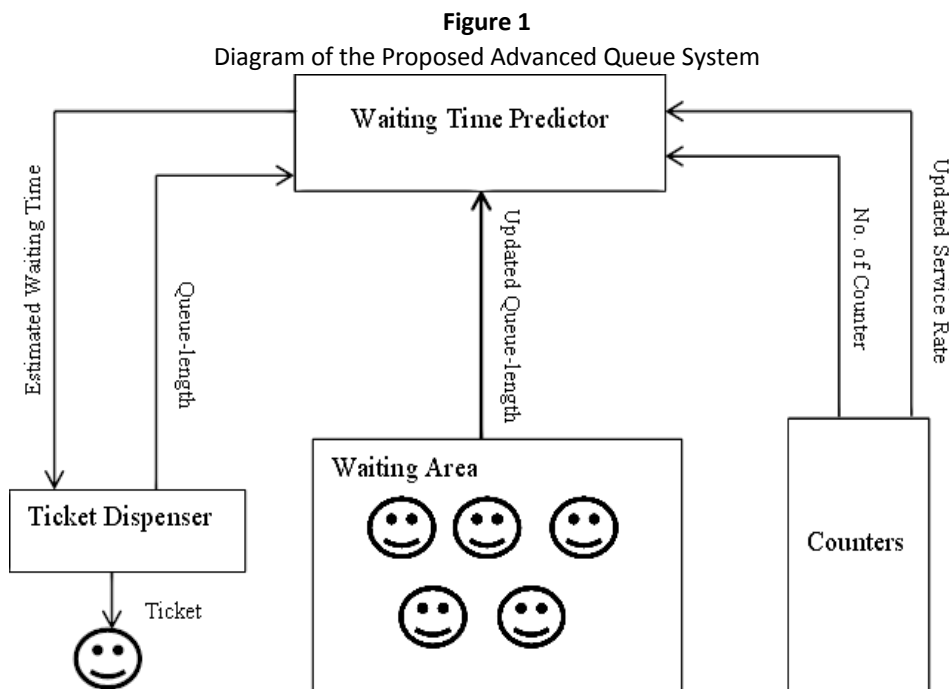 Figure 1
Diagram of the Proposed Advanced Queue System
Waiting Time Predictor
Estimated Waiting Time
Queue-length
Updated Queue-length
No. of Counter
Updated Service Rate
Waiting Area
Ticket Dispenser
Counters
Ticket